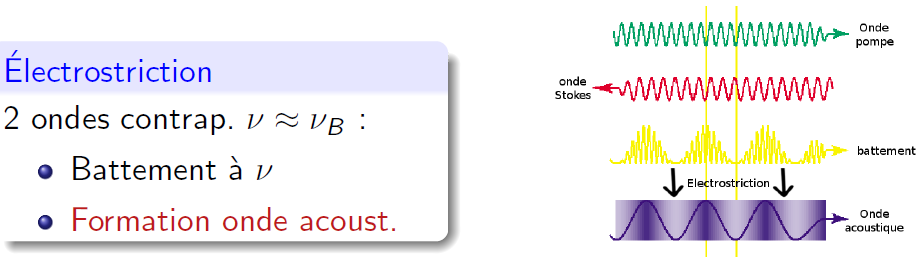 Électrostriction
2 ondes contrap. ν ≈ ν_B :
Battement à ν
Formation onde acoust.
Onde
pompe
onde
Stokes
battement
Electrostriction
Onde
acoustique